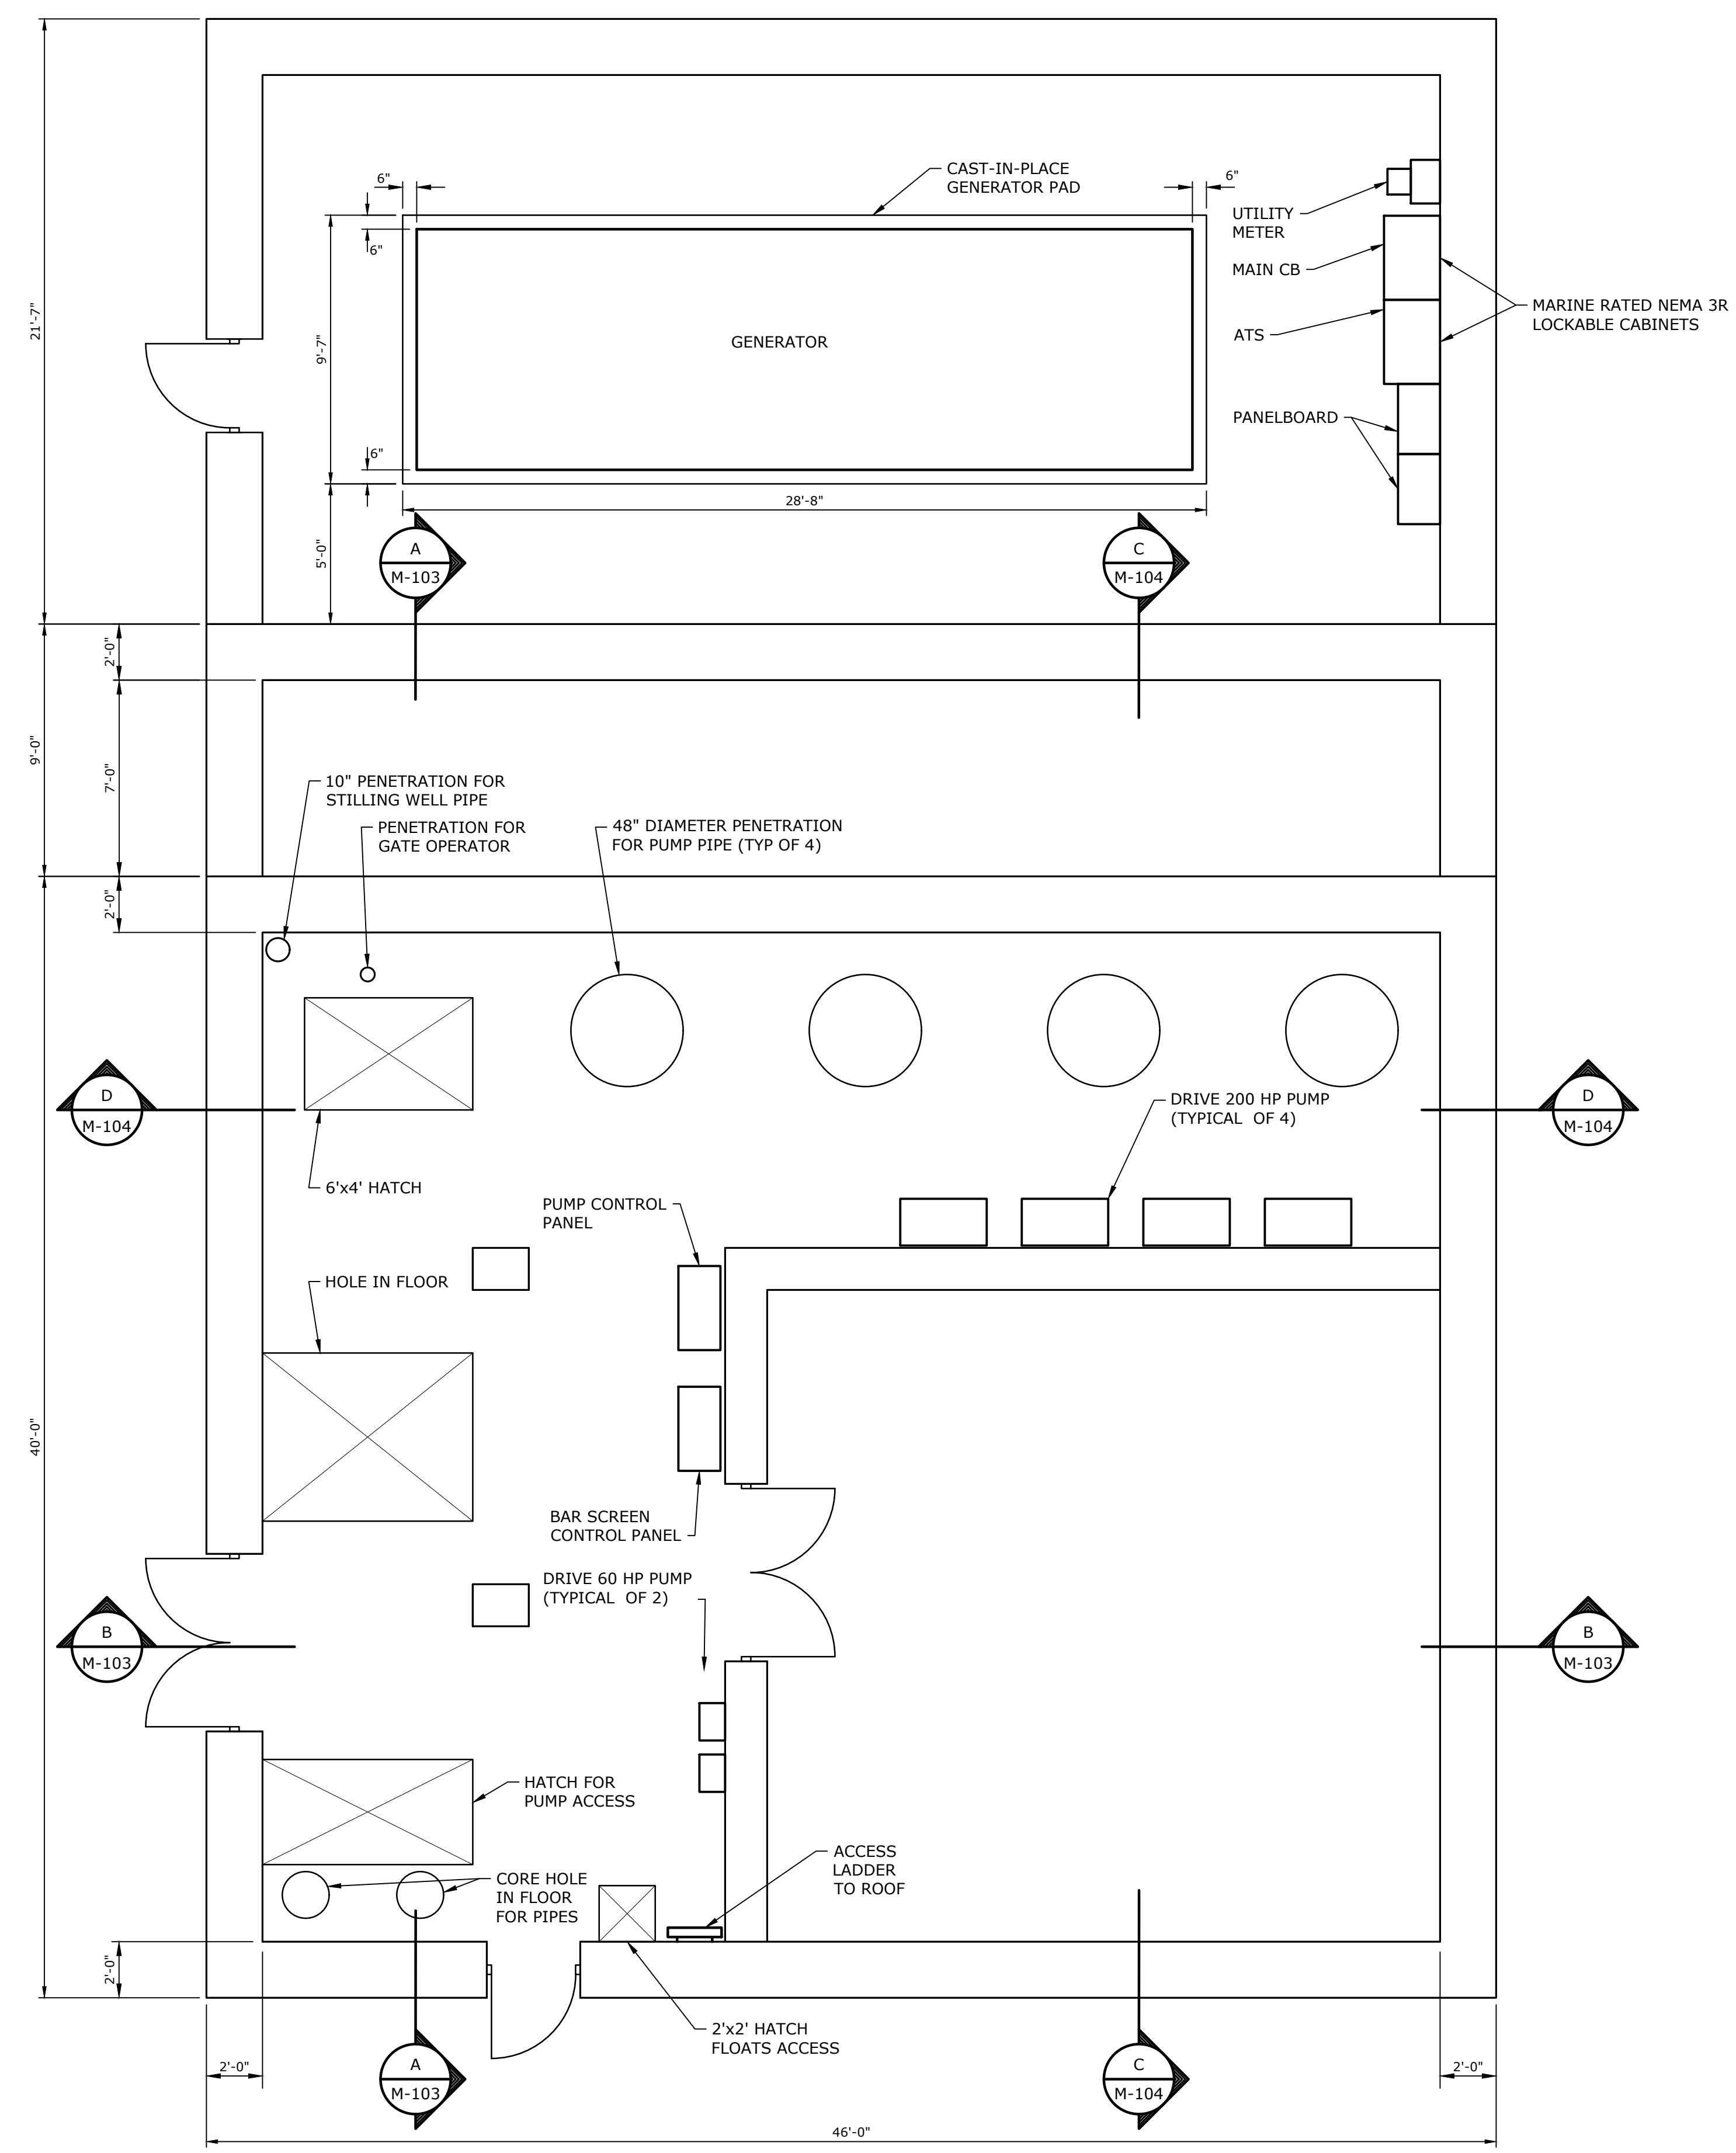 6"
CAST-IN-PLACE
GENERATOR PAD
6"
UTILITY
METER
6"
MAIN CB
MARINE RATED NEMA 3R
LOCKABLE CABINETS
21'-7"
9'-7"
GENERATOR
ATS
PANELBOARD
6"
28'-8"
5'-0"
A
M-103
C
M-104
2'-0"
9'-0"
7'-0"
10" PENETRATION FOR
STILLING WELL PIPE
PENETRATION FOR
GATE OPERATOR
48" DIAMETER PENETRATION
FOR PUMP PIPE (TYP OF 4)
2'-0"
D
M-104
DRIVE 200 HP PUMP
(TYPICAL  OF 4)
D
M-104
6'x4' HATCH
PUMP CONTROL
PANEL
HOLE IN FLOOR
40'-0"
BAR SCREEN
CONTROL PANEL
DRIVE 60 HP PUMP
(TYPICAL  OF 2)
B
M-103
B
M-103
HATCH FOR
PUMP ACCESS
ACCESS
LADDER
TO ROOF
CORE HOLE
IN FLOOR
FOR PIPES
2'-0"
2'x2' HATCH
FLOATS ACCESS
2'-0"
A
M-103
C
M-104
2'-0"
46'-0"